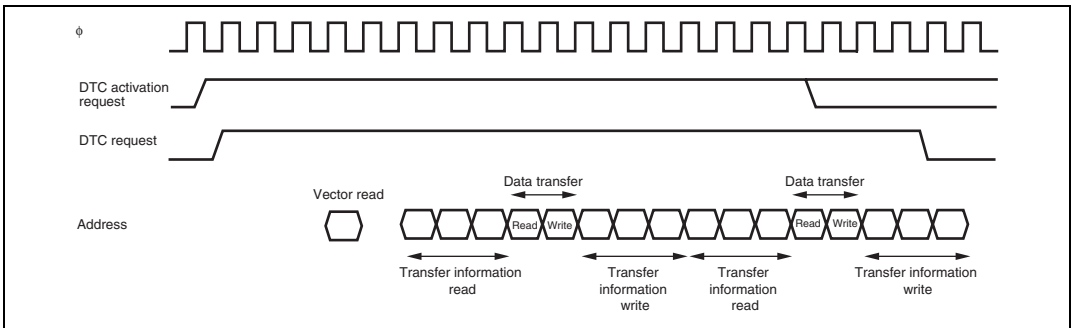 ϕ
DTC activation
request
DTC request
Vector read
Data transfer
Data transfer
Address
Read
Write
Read
Write
Transfer information
read
Transfer
information
write
Transfer
information
read
Transfer information
write